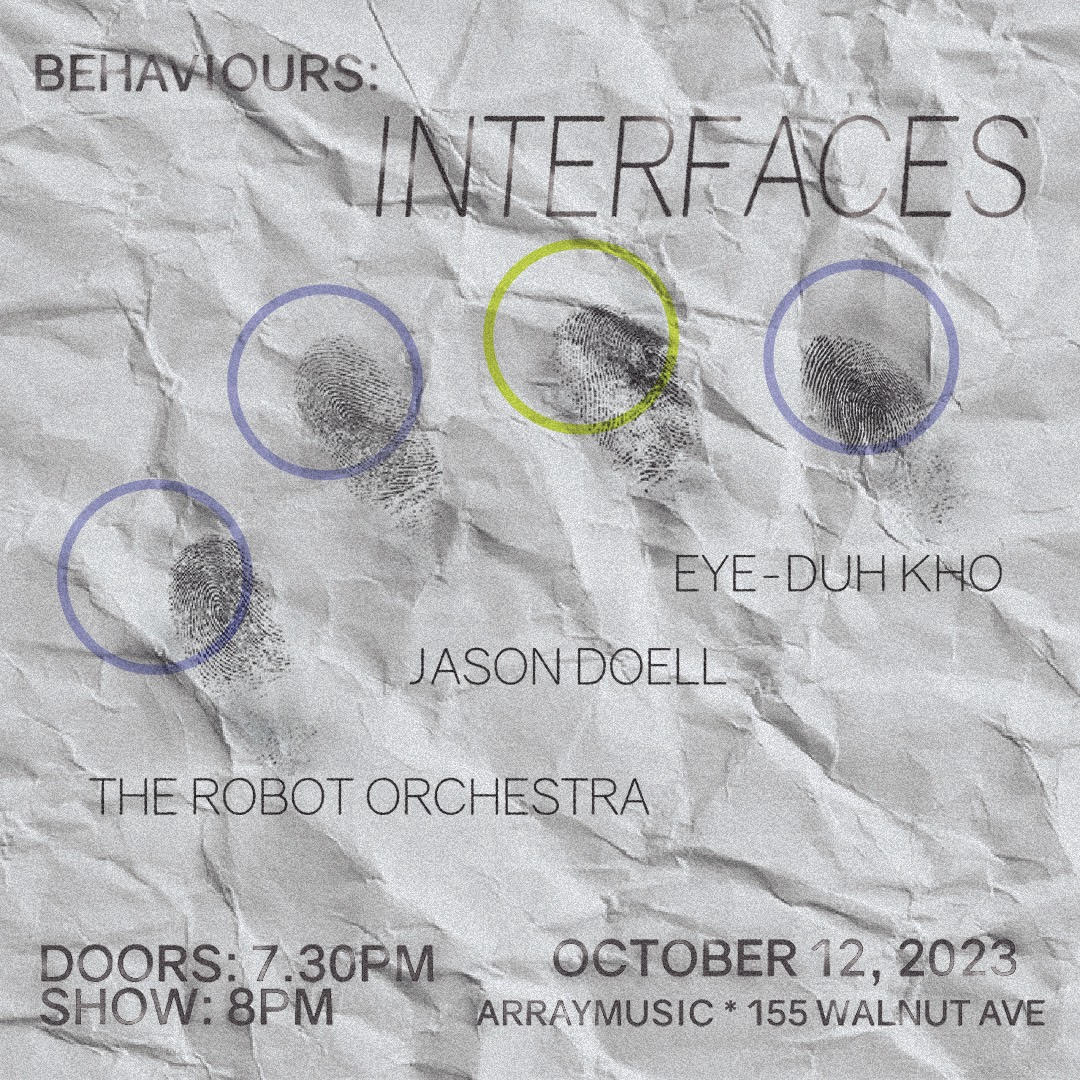 BEHAVIOURS:
INTERFACES
EYE-DUH KHO
JASON DOELL
THE ROBOT ORCHESTRA
DOORS: 7.30PM
SHOW: 8PM
OCTOBER 12, 2023
ARRAYMUSIC * 155 WALNUT AVE